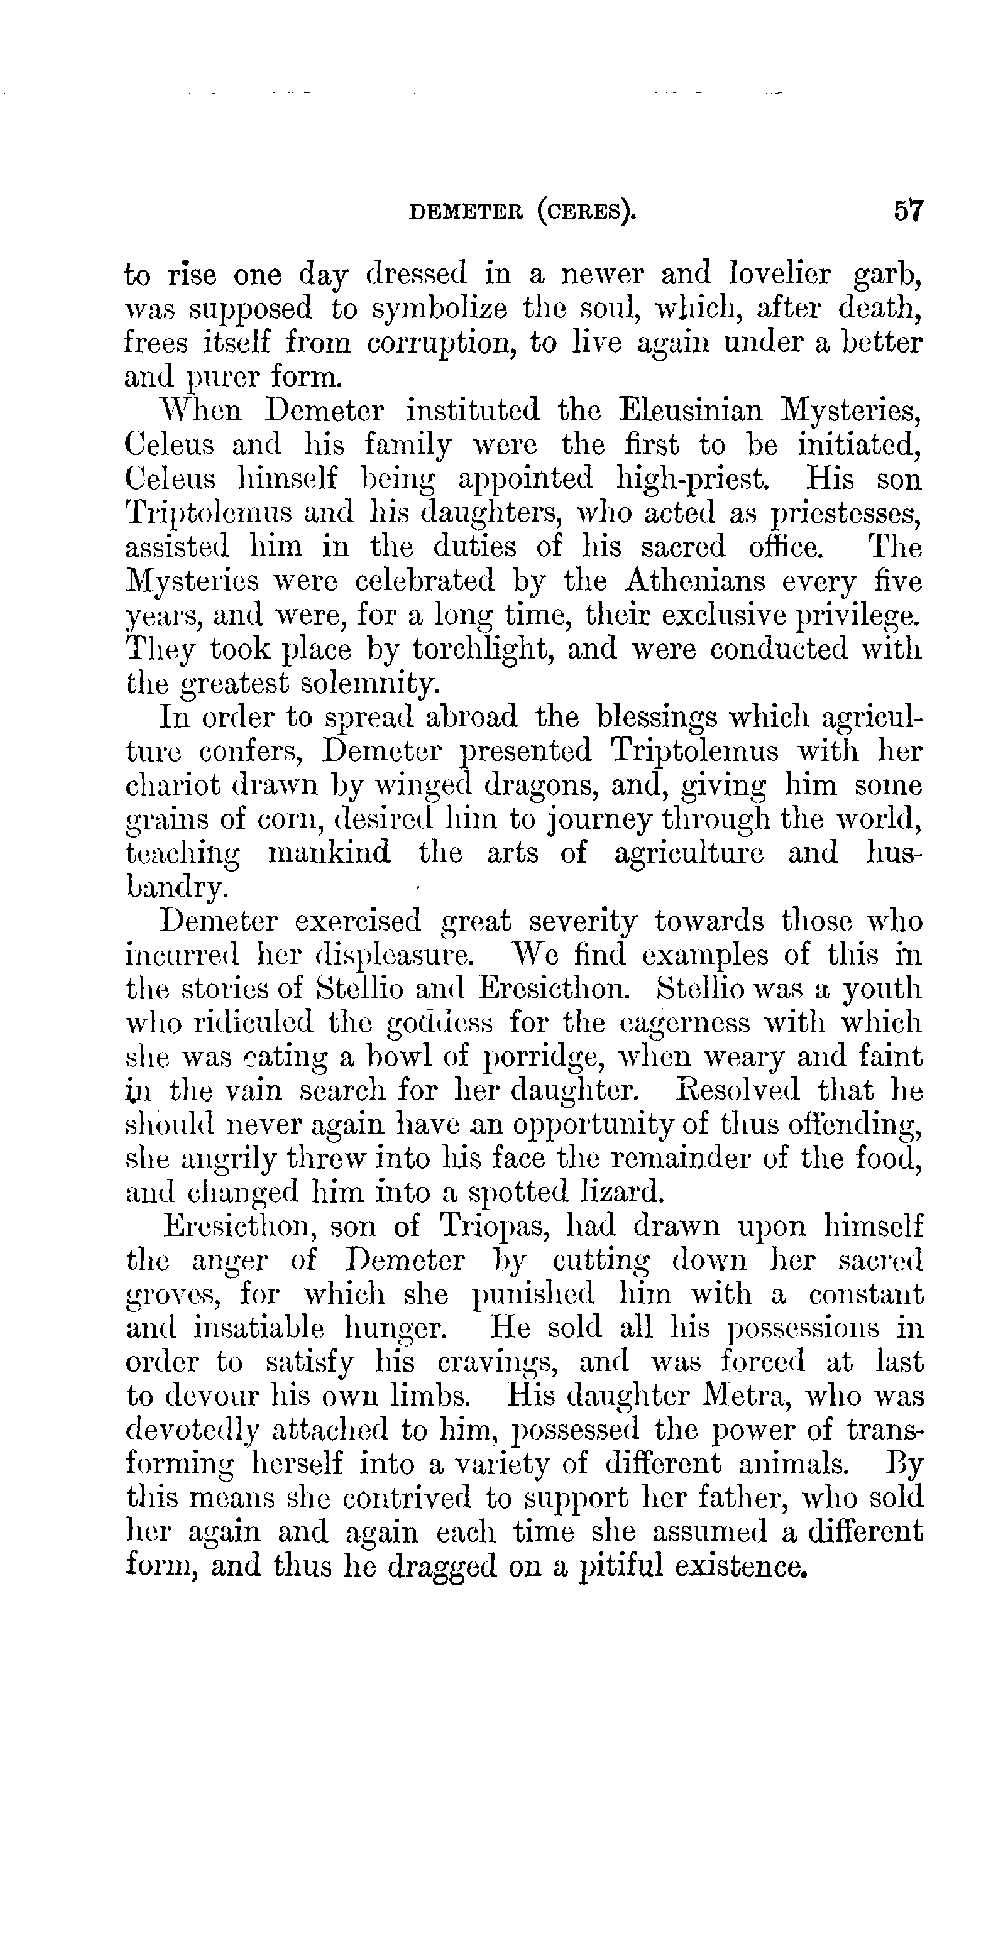 DEMETER (CERES). 57
to rise one day dressed in a newer and lovelier garb,
was supposed to symbolize the soul, which, after death,
frees itself from corruption, to live again under a better
and purer form.
When Demeter instituted the Eleusinian Mysteries,
Celeus and his family were the first to be initiated,
Celeus himself being appointed high-priest. His son
Triptolemus and his daughters, who acted as priestesses,
assisted him in the duties of his sacred office. The
Mysteries were celebrated by the Athenians every five
years, and were, for a long time, their exclusive privilege.
They took place by torchlight, and were conducted with
the greatest solemnity.
In order to spread abroad the blessings which agricul-
ture confers, Demeter presented Triptolemus with her
chariot drawn by winged dragons, and, giving him some
grains of corn, desired him to journey through the world,
teaching mankind the arts of agriculture and hus-
bandry.
Demeter exercised great severity towards those who
incurred her displeasure. We find examples of this in
the stories of Stellio and Eresicthon. Stellio was a youth
who ridiculed the goddess for the eagerness with which
she was eating a bowl of porridge, when weary and faint
in the vain search for her daughter. Resolved that he
should never again have an opportunity of thus offending,
she angrily threw into his face the remainder of the food,
and changed him into a spotted lizard.
Eresicthon, son of Triopas, had drawn upon himself
the anger of Demeter by cutting down her sacred
groves, for which she punished him with a constant
and insatiable hunger. He sold all his possessions in
order to satisfy his cravings, and was forced at last
to devour his own limbs. His daughter Metra, who was
devotedly attached to him, possessed the power of trans-
forming herself into a variety of different animals. By
this means she contrived to support her father, who sold
her again and again each time she assumed a different
form, and thus he dragged on a pitiful existence.